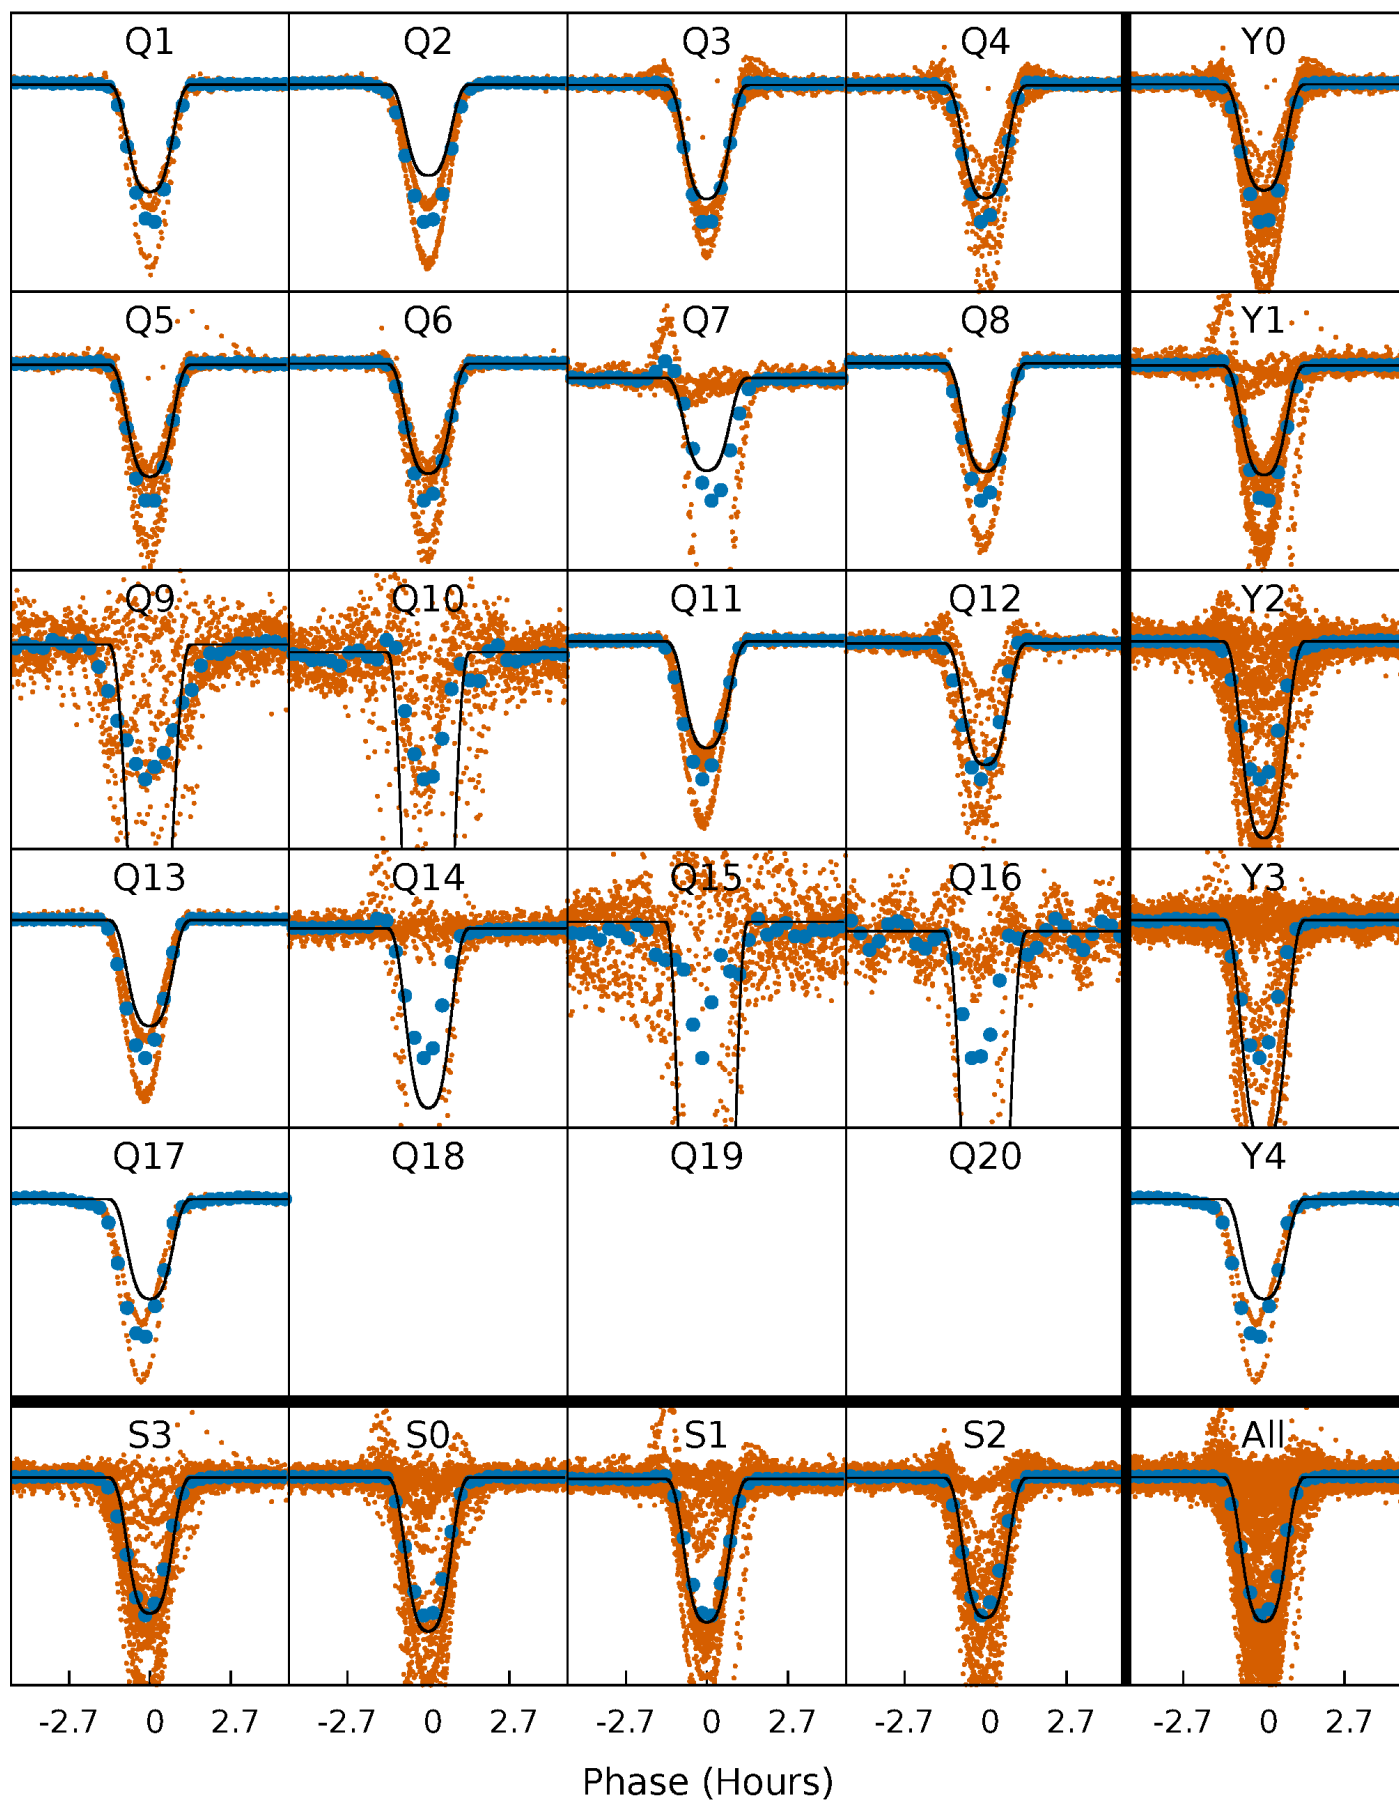 Q1 Q2 Q3 Q4 Y0
Q5 Q6 Q7 Q8 Y1
Q9 Q10 Q11 Q12 Y2
Q13 Q14 Q15 Q16 Y3
Q17 Q18 Q19 Q20 Y4
S3 S0 S1 S2 All
-2.7 0 2.7 -2.7 0 2.7 -2.7 0 2.7 -2.7 0 2.7 -2.7 0 2.7
Phase (Hours)